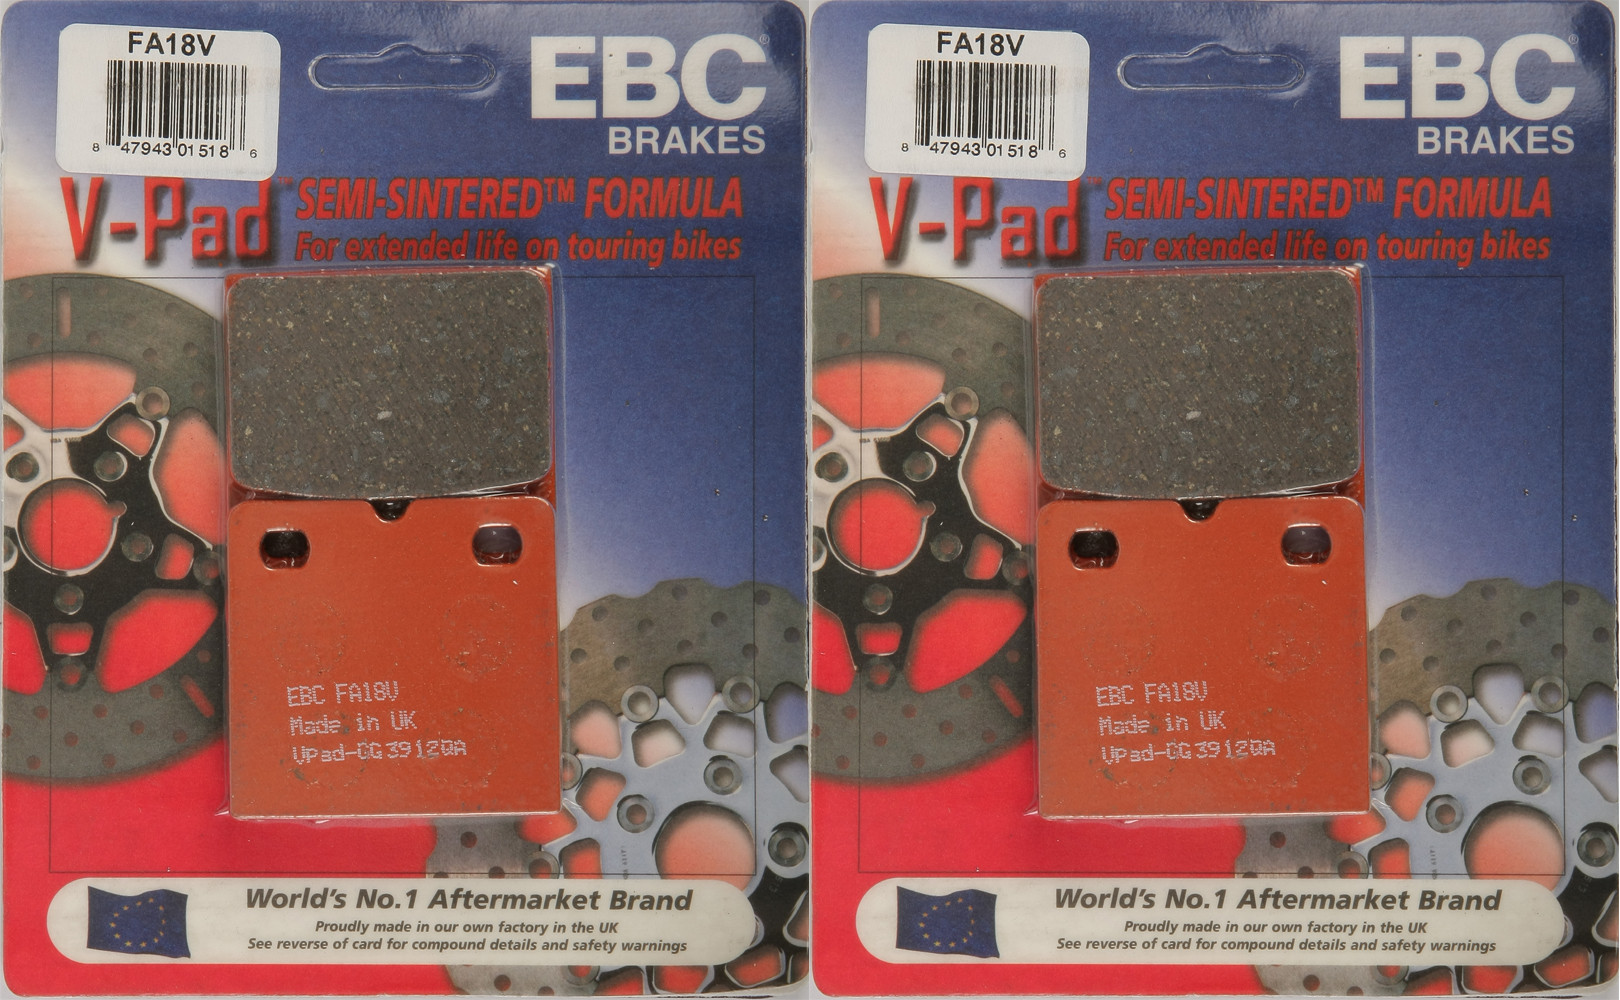 FA18V
8 47943 01518 6
EBC®
BRAKES
V-Pad™ SEMI-SINTERED™ FORMULA
For extended life on touring bikes
EBC FA18V
Made in UK
VPad-GG3912QA
World's No.1 Aftermarket Brand
Proudly made in our own factory in the UK
See reverse of card for compound details and safety warnings
FA18V
8 47943 01518 6
EBC®
BRAKES
V-Pad™ SEMI-SINTERED™ FORMULA
For extended life on touring bikes
EBC FA18V
Made in UK
VPad-GG3912QA
World's No.1 Aftermarket Brand
Proudly made in our own factory in the UK
See reverse of card for compound details and safety warnings